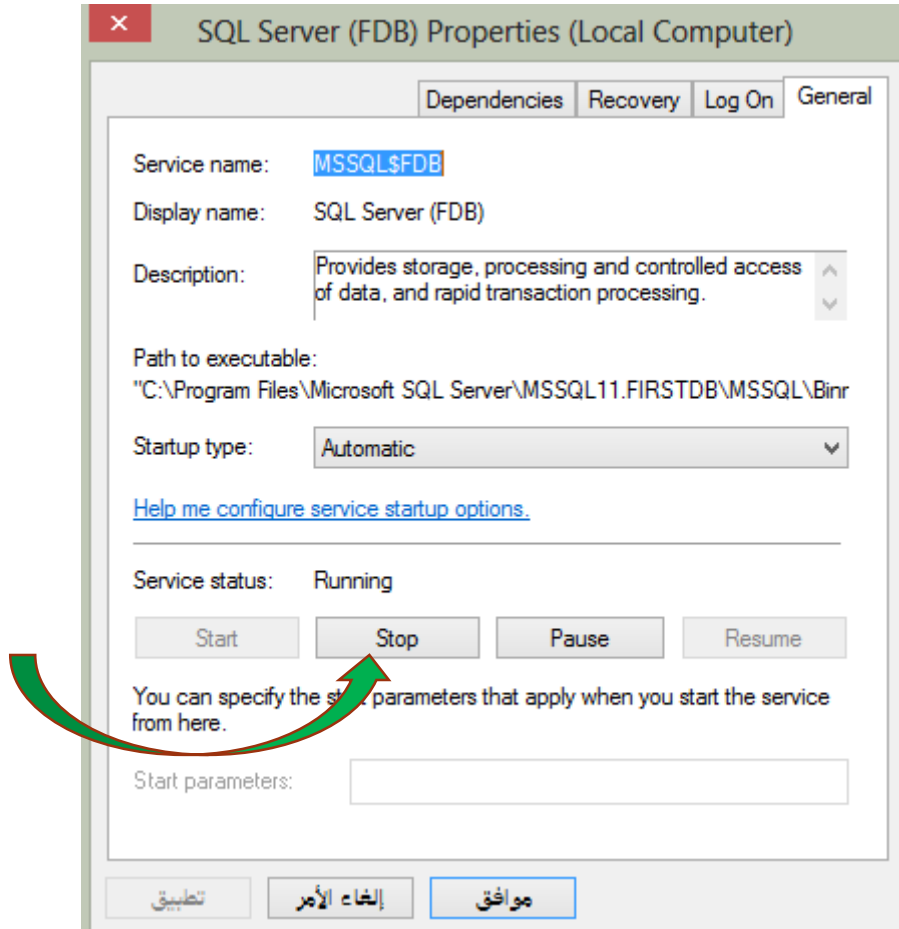 SQL Server (FDB) Properties (Local Computer)
Dependencies Recovery Log On General
Service name: MSSQL$FDB
Display name: SQL Server (FDB)
Description: Provides storage, processing and controlled access
of data, and rapid transaction processing.
Path to executable:
"C:\Program Files\Microsoft SQL Server\MSSQL11.FIRSTDB\MSSQL\Binr
Startup type: Automatic
Help me configure service startup options.
Service status: Running
Start Stop Pause Resume
You can specify the start parameters that apply when you start the service
from here.
Start parameters:
موافق إلغاء الأمر تطبيق